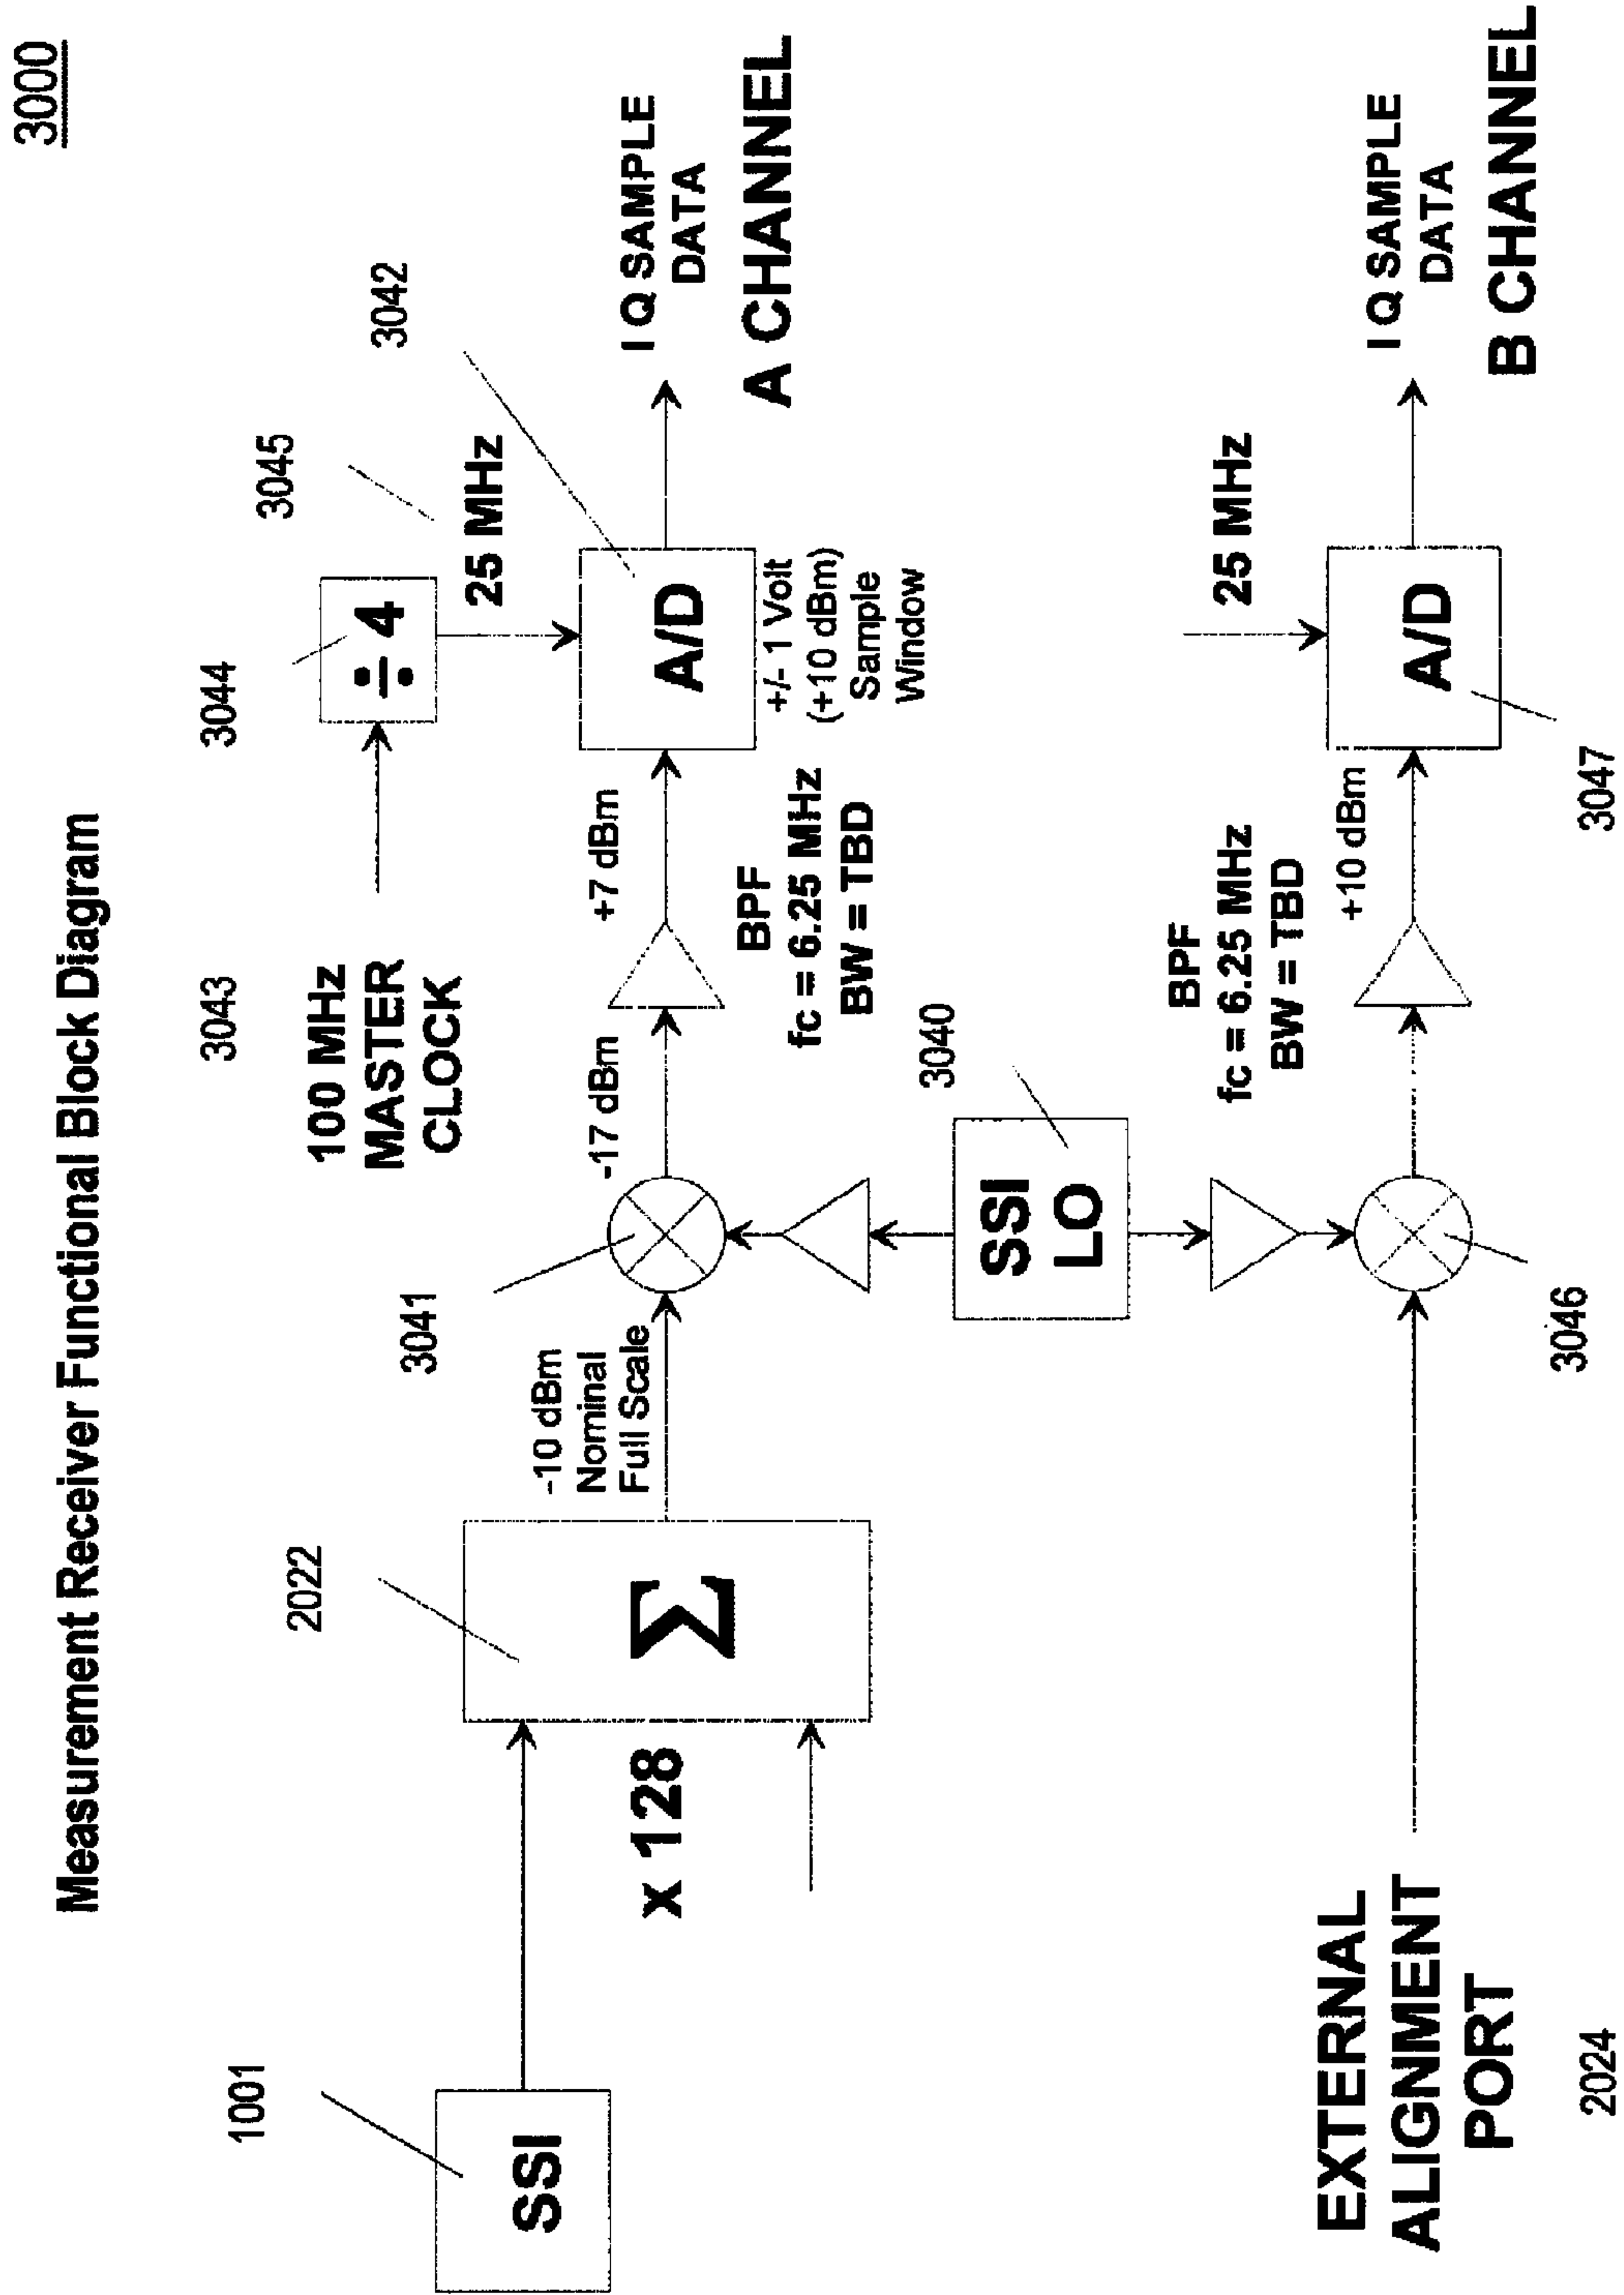 3000
Measurement Receiver Functional Block Diagram
3043
3044
3045
3042
100 MHz
MASTER
CLOCK
÷ 4
25 MHz
1001
SSI
2022
x 128
Σ
-10 dBm
Nominal
Full Scale
3041
-17 dBm
+7 dBm
BPF
fc = 6.25 MHz
BW = TBD
A/D
+/- 1 Volt
(+10 dBm)
Sample
Window
I Q SAMPLE
DATA
A CHANNEL
SSI
LO
3040
EXTERNAL
ALIGNMENT
PORT
2024
3046
BPF
fc = 6.25 MHz
BW = TBD
+10 dBm
25 MHz
A/D
3047
I Q SAMPLE
DATA
B CHANNEL